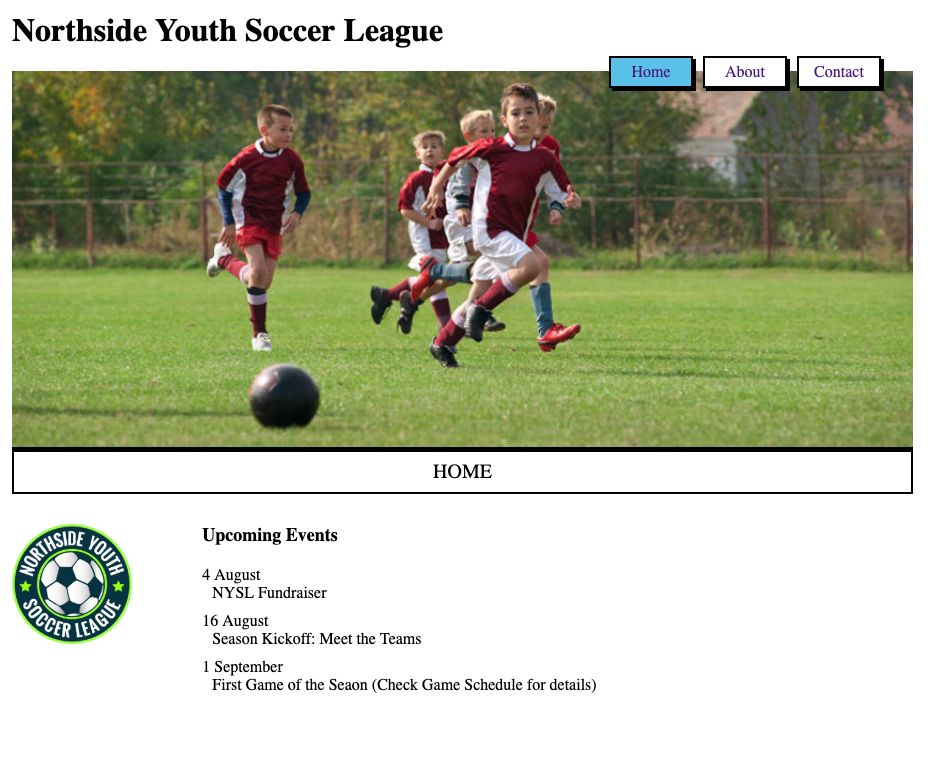 Northside Youth Soccer League
Home
About
Contact
HOME
NORTHSIDE YOUTH
SOCCER LEAGUE
Upcoming Events
4 August
NYSL Fundraiser
16 August
Season Kickoff: Meet the Teams
1 September
First Game of the Seaon (Check Game Schedule for details)